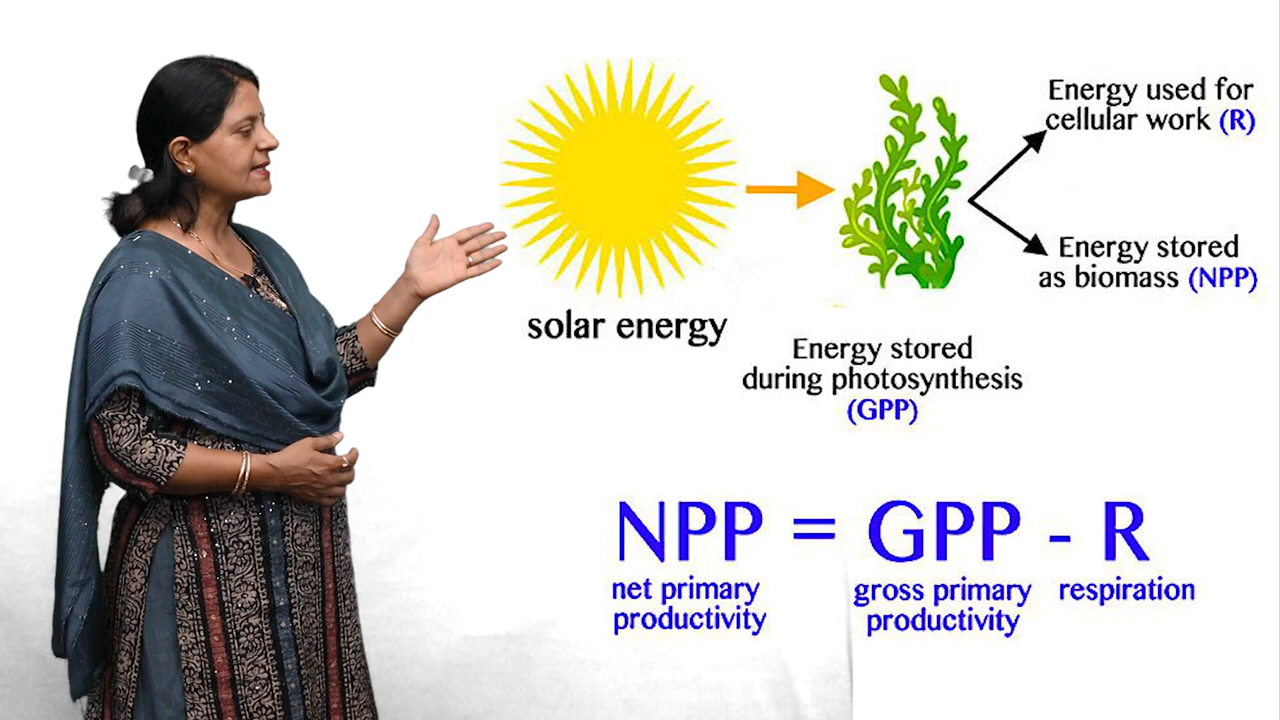 solar energy
Energy stored
during photosynthesis
(GPP)
Energy used for
cellular work (R)
Energy stored
as biomass (NPP)
NPP = GPP - R
net primary
productivity
gross primary
productivity
respiration